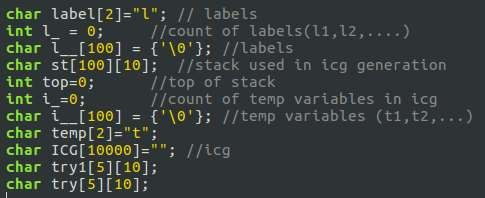 char label[2]="l"; // labels
int l_ = 0;      //count of labels(l1,l2,....)
char l__[100] = {'\0'}; //labels
char st[100][10];  //stack used in icg generation
int top=0;       //top of stack
int i_=0;        //count of temp variables in icg
char i__[100] = {'\0'}; //temp variables (t1,t2,...)
char temp[2]="t";
char ICG[10000]=""; //icg
char try1[5][10];
char try[5][10];